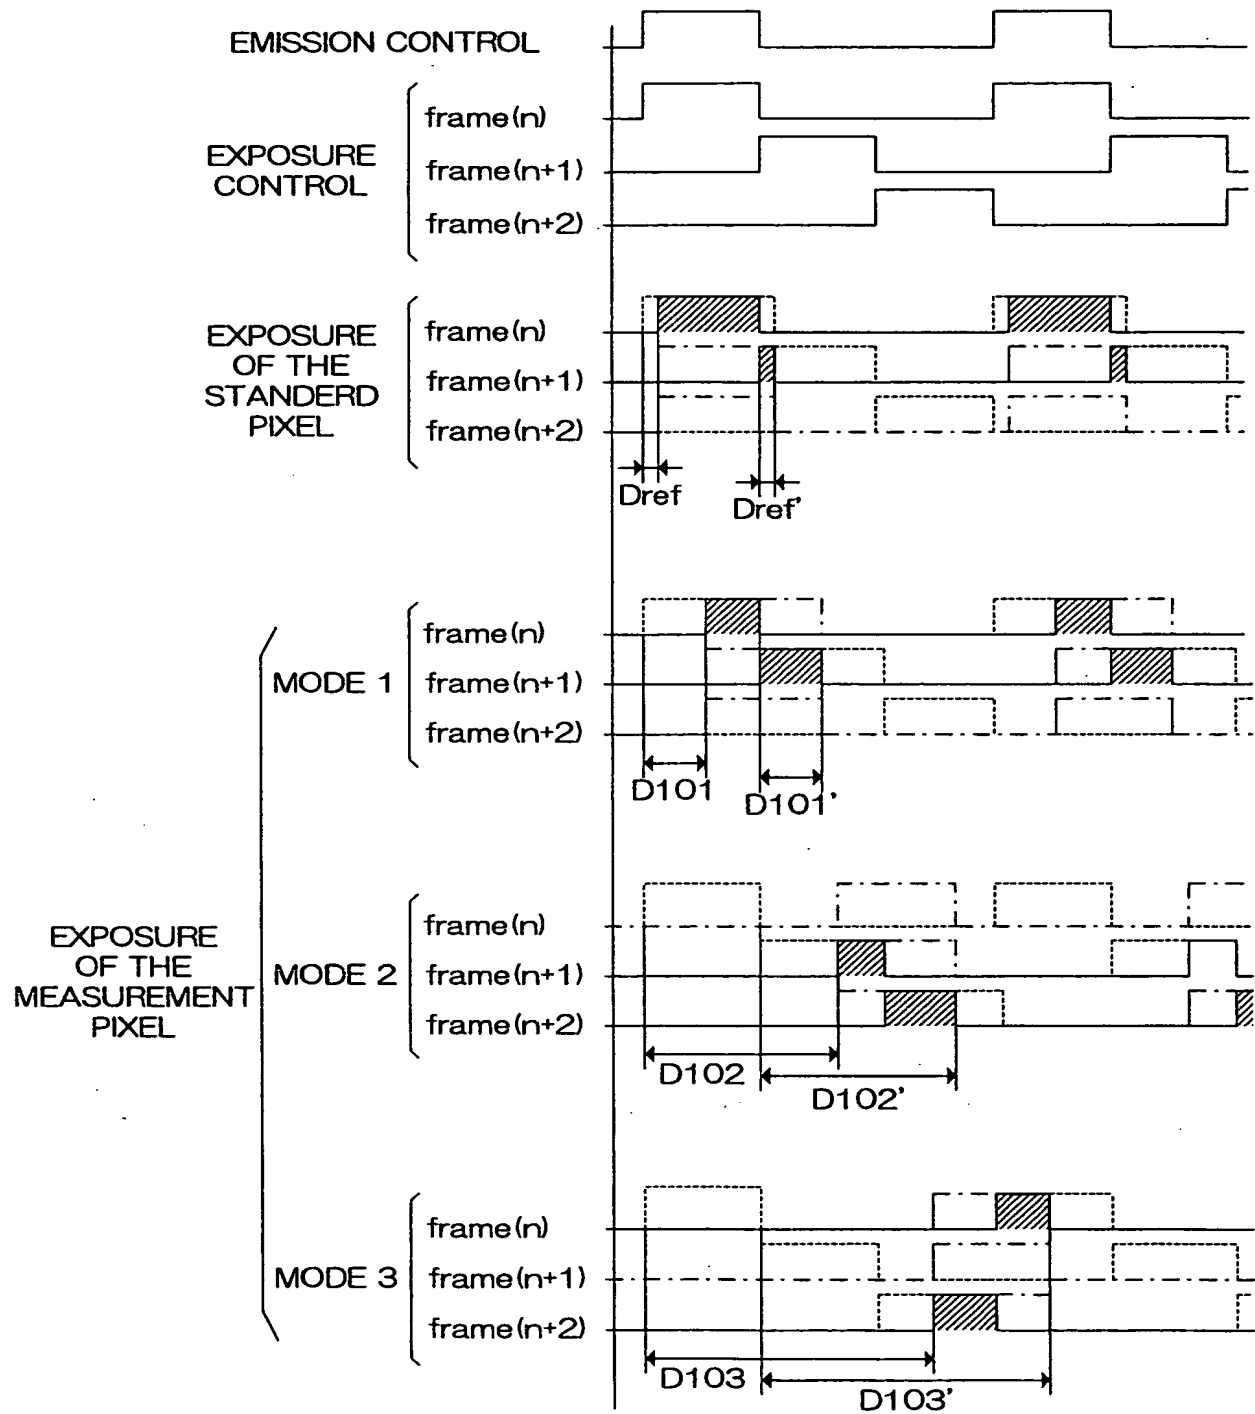 EMISSION CONTROL
EXPOSURE
CONTROL
frame(n)
frame(n+1)
frame(n+2)
EXPOSURE
OF THE
STANDERD
PIXEL
frame(n)
frame(n+1)
frame(n+2)
Dref
Dref'
EXPOSURE
OF THE
MEASUREMENT
PIXEL
MODE 1
frame(n)
frame(n+1)
frame(n+2)
D101
D101'
MODE 2
frame(n)
frame(n+1)
frame(n+2)
D102
D102'
MODE 3
frame(n)
frame(n+1)
frame(n+2)
D103
D103'